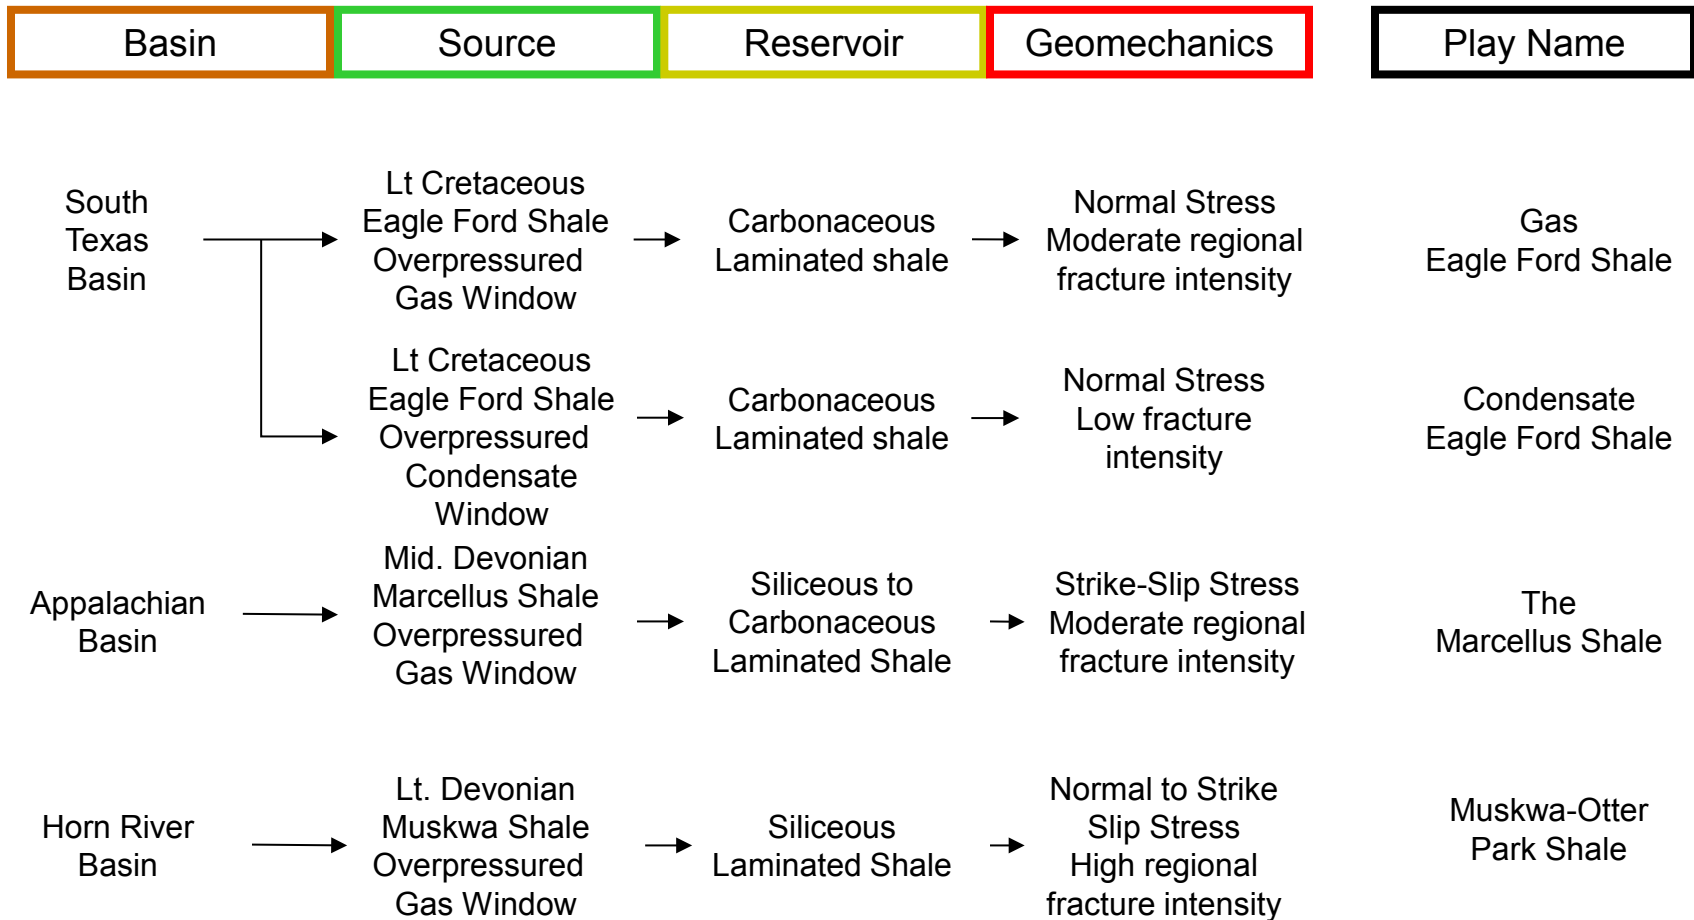 Basin
Source
Reservoir
Geomechanics
Play Name
South
Texas
Basin
Lt Cretaceous
Eagle Ford Shale
Overpressured
Gas Window
Carbonaceous
Laminated shale
Normal Stress
Moderate regional
fracture intensity
Gas
Eagle Ford Shale
Lt Cretaceous
Eagle Ford Shale
Overpressured
Condensate
Window
Carbonaceous
Laminated shale
Normal Stress
Low fracture
intensity
Condensate
Eagle Ford Shale
Appalachian
Basin
Mid. Devonian
Marcellus Shale
Overpressured
Gas Window
Siliceous to
Carbonaceous
Laminated Shale
Strike-Slip Stress
Moderate regional
fracture intensity
The
Marcellus Shale
Horn River
Basin
Lt. Devonian
Muskwa Shale
Overpressured
Gas Window
Siliceous
Laminated Shale
Normal to Strike
Slip Stress
High regional
fracture intensity
Muskwa-Otter
Park Shale